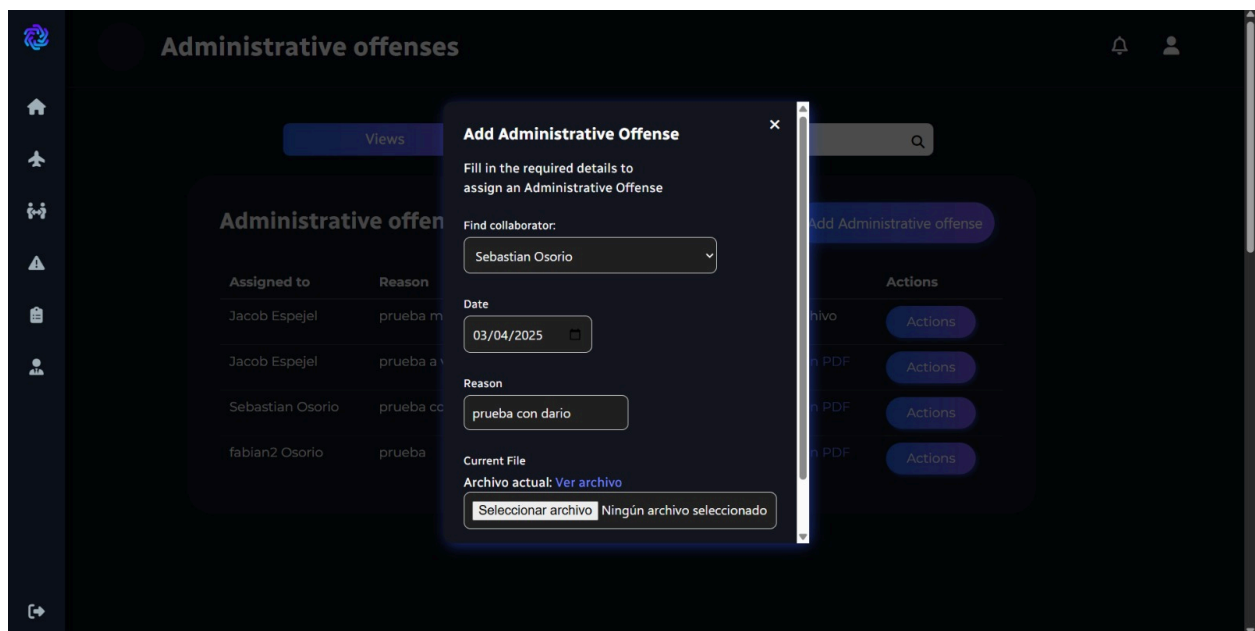 Administrative offenses
Views
Administrative offen
Add Administrative offense
Assigned to Reason Actions
Jacob Espejel prueba m hivo Actions
Jacob Espejel prueba a PDF Actions
Sebastian Osorio prueba co PDF Actions
fabian2 Osorio prueba PDF Actions
Add Administrative Offense
×
Fill in the required details to
assign an Administrative Offense
Find collaborator:
Sebastian Osorio
Date
03/04/2025
Reason
prueba con dario
Current File
Archivo actual: Ver archivo
Seleccionar archivo Ningún archivo seleccionado